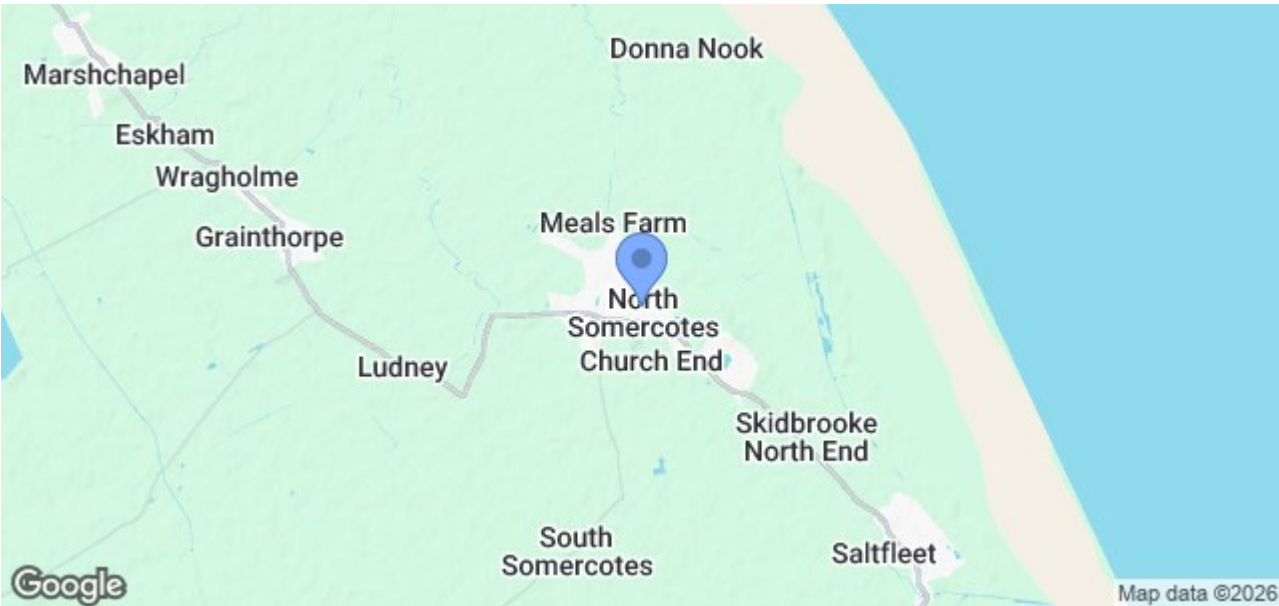 Donna Nook
Marshchapel
Eskham
Wragholme
Meals Farm
Grainthorpe
North
Somercotes
Church End
Ludney
Skidbrooke
North End
South
Somercotes
Saltfleet
Google
Map data ©2026